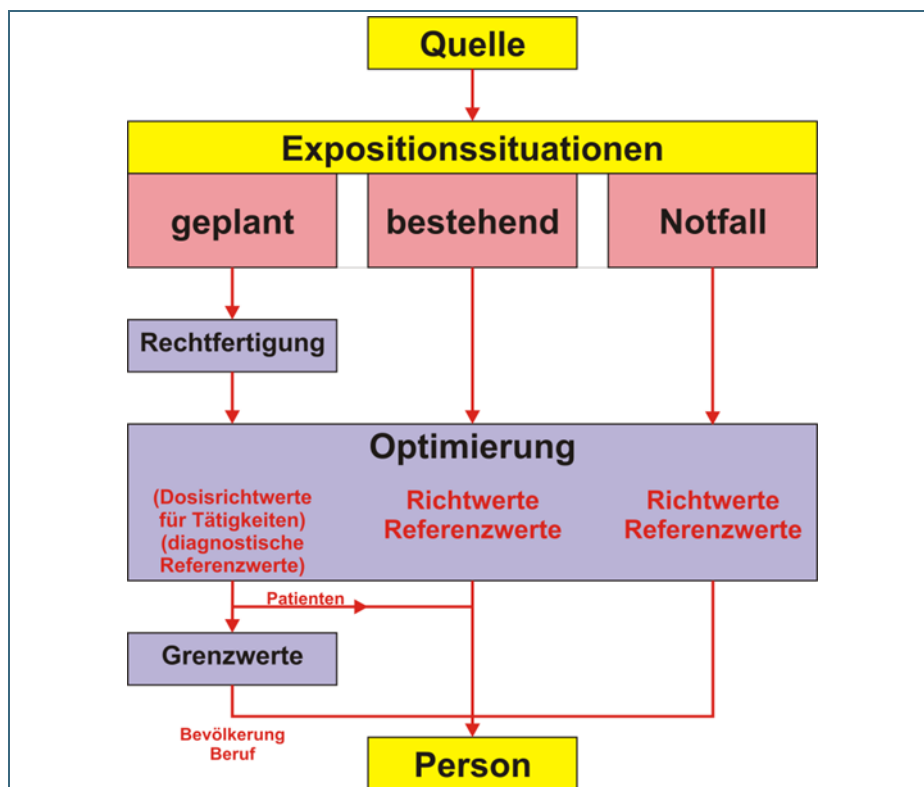 Quelle
Expositionssituationen
geplant
bestehend
Notfall
Rechtfertigung
Optimierung
(Dosisrichtwerte
für Tätigkeiten)
(diagnostische
Referenzwerte)
Richtwerte
Referenzwerte
Richtwerte
Referenzwerte
Patienten
Grenzwerte
Bevölkerung
Beruf
Person